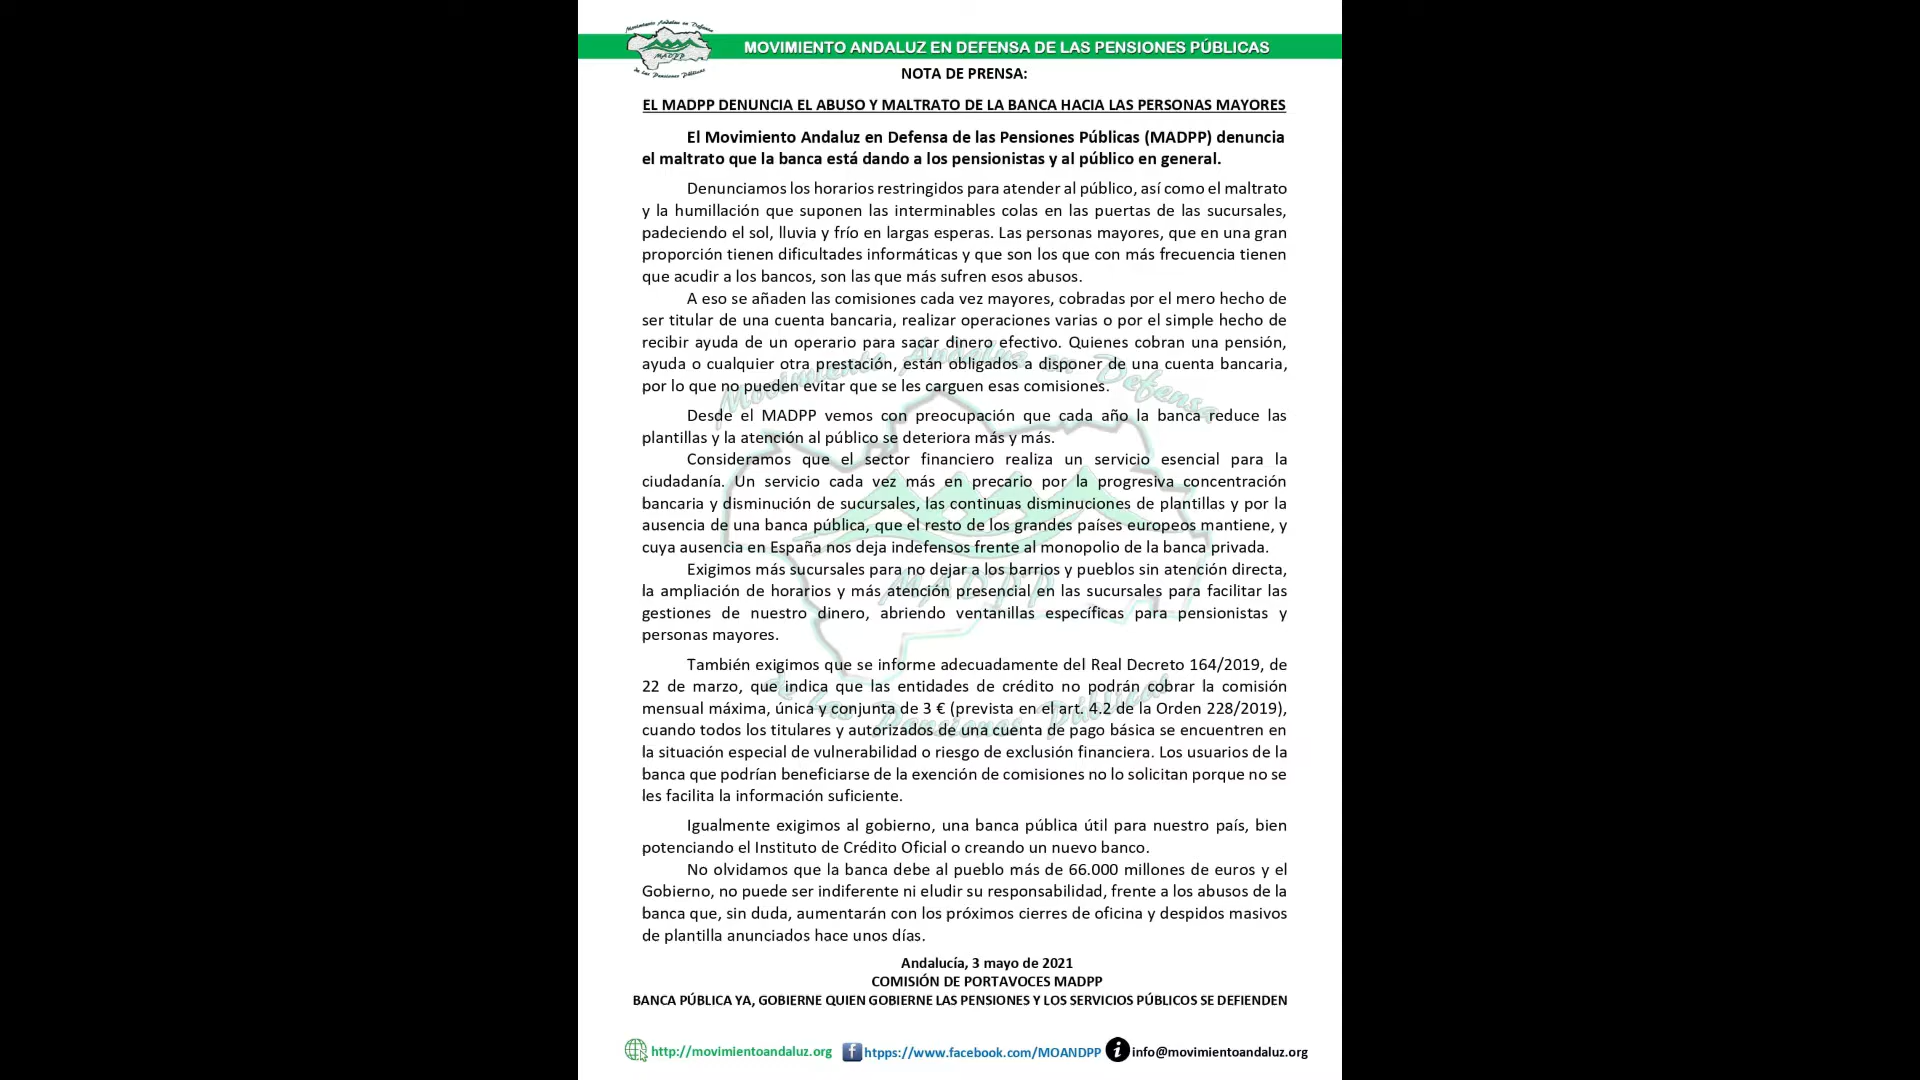 Movimiento Andaluz en Defensa
MADPP
de las Pensiones Públicas
MOVIMIENTO ANDALUZ EN DEFENSA DE LAS PENSIONES PÚBLICAS
NOTA DE PRENSA:
EL MADPP DENUNCIA EL ABUSO Y MALTRATO DE LA BANCA HACIA LAS PERSONAS MAYORES
El Movimiento Andaluz en Defensa de las Pensiones Públicas (MADPP) denuncia
el maltrato que la banca está dando a los pensionistas y al público en general.
Denunciamos los horarios restringidos para atender al público, así como el maltrato
y la humillación que suponen las interminables colas en las puertas de las sucursales,
padeciendo el sol, lluvia y frío en largas esperas. Las personas mayores, que en una gran
proporción tienen dificultades informáticas y que son los que con más frecuencia tienen
que acudir a los bancos, son las que más sufren esos abusos.
A eso se añaden las comisiones cada vez mayores, cobradas por el mero hecho de
ser titular de una cuenta bancaria, realizar operaciones varias o por el simple hecho de
recibir ayuda de un operario para sacar dinero efectivo. Quienes cobran una pensión,
ayuda o cualquier otra prestación, están obligados a disponer de una cuenta bancaria,
por lo que no pueden evitar que se les carguen esas comisiones.
Desde el MADPP vemos con preocupación que cada año la banca reduce las
plantillas y la atención al público se deteriora más y más.
Consideramos que el sector financiero realiza un servicio esencial para la
ciudadanía. Un servicio cada vez más en precario por la progresiva concentración
bancaria y disminución de sucursales, las continuas disminuciones de plantillas y por la
ausencia de una banca pública, que el resto de los grandes países europeos mantiene, y
cuya ausencia en España nos deja indefensos frente al monopolio de la banca privada.
Exigimos más sucursales para no dejar a los barrios y pueblos sin atención directa,
la ampliación de horarios y más atención presencial en las sucursales para facilitar las
gestiones de nuestro dinero, abriendo ventanillas específicas para pensionistas y
personas mayores.
También exigimos que se informe adecuadamente del Real Decreto 164/2019, de
22 de marzo, que indica que las entidades de crédito no podrán cobrar la comisión
mensual máxima, única y conjunta de 3 € (prevista en el art. 4.2 de la Orden 228/2019),
cuando todos los titulares y autorizados de una cuenta de pago básica se encuentren en
la situación especial de vulnerabilidad o riesgo de exclusión financiera. Los usuarios de la
banca que podrían beneficiarse de la exención de comisiones no lo solicitan porque no se
les facilita la información suficiente.
Igualmente exigimos al gobierno, una banca pública útil para nuestro país, bien
potenciando el Instituto de Crédito Oficial o creando un nuevo banco.
No olvidamos que la banca debe al pueblo más de 66.000 millones de euros y el
Gobierno, no puede ser indiferente ni eludir su responsabilidad, frente a los abusos de la
banca que, sin duda, aumentarán con los próximos cierres de oficina y despidos masivos
de plantilla anunciados hace unos días.
Movimiento Andaluz en Defensa
MADPP
de Las Pensiones Públicas
Andalucía, 3 mayo de 2021
COMISIÓN DE PORTAVOCES MADPP
BANCA PÚBLICA YA, GOBIERNE QUIEN GOBIERNE LAS PENSIONES Y LOS SERVICIOS PÚBLICOS SE DEFIENDEN
http://movimientoandaluz.org f htpps://www.facebook.com/MOANDPP i info@movimientoandaluz.org